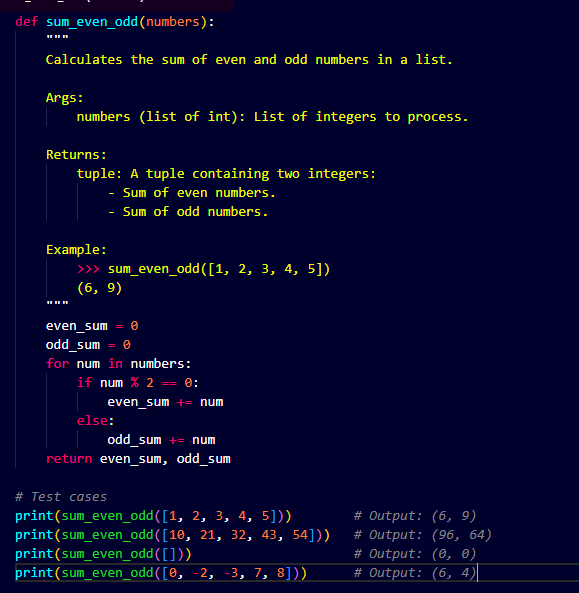 def sum_even_odd(numbers):
    """
    Calculates the sum of even and odd numbers in a list.

    Args:
        numbers (list of int): List of integers to process.

    Returns:
        tuple: A tuple containing two integers:
            - Sum of even numbers.
            - Sum of odd numbers.

    Example:
        >>> sum_even_odd([1, 2, 3, 4, 5])
        (6, 9)
    """
    even_sum = 0
    odd_sum = 0
    for num in numbers:
        if num % 2 == 0:
            even_sum += num
        else:
            odd_sum += num
    return even_sum, odd_sum

# Test cases
print(sum_even_odd([1, 2, 3, 4, 5]))        # Output: (6, 9)
print(sum_even_odd([10, 21, 32, 43, 54]))   # Output: (96, 64)
print(sum_even_odd([]))                     # Output: (0, 0)
print(sum_even_odd([0, -2, -3, 7, 8]))      # Output: (6, 4)